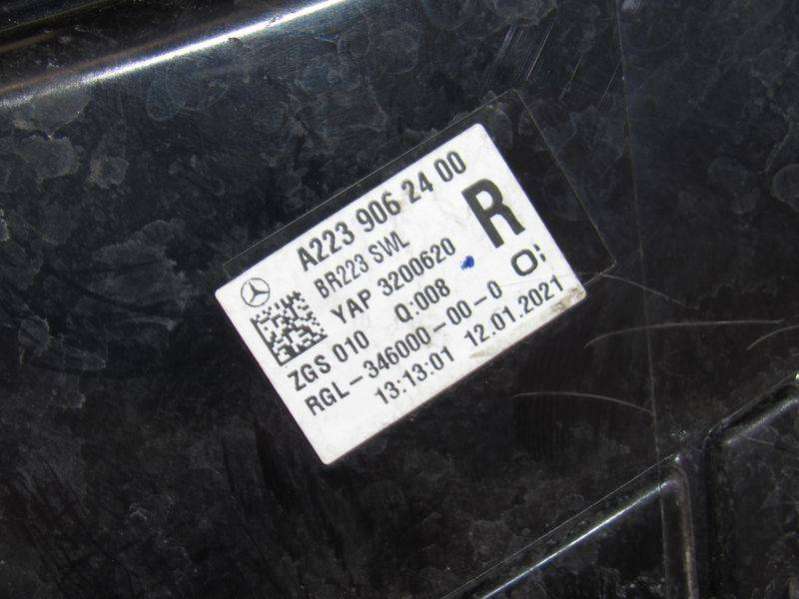 A223 906 24 00
BR223 SWL
R
YAP 3200620
ZGS 010 Q:008
RGL-346000-00-0
13:13:01 12.01.2021